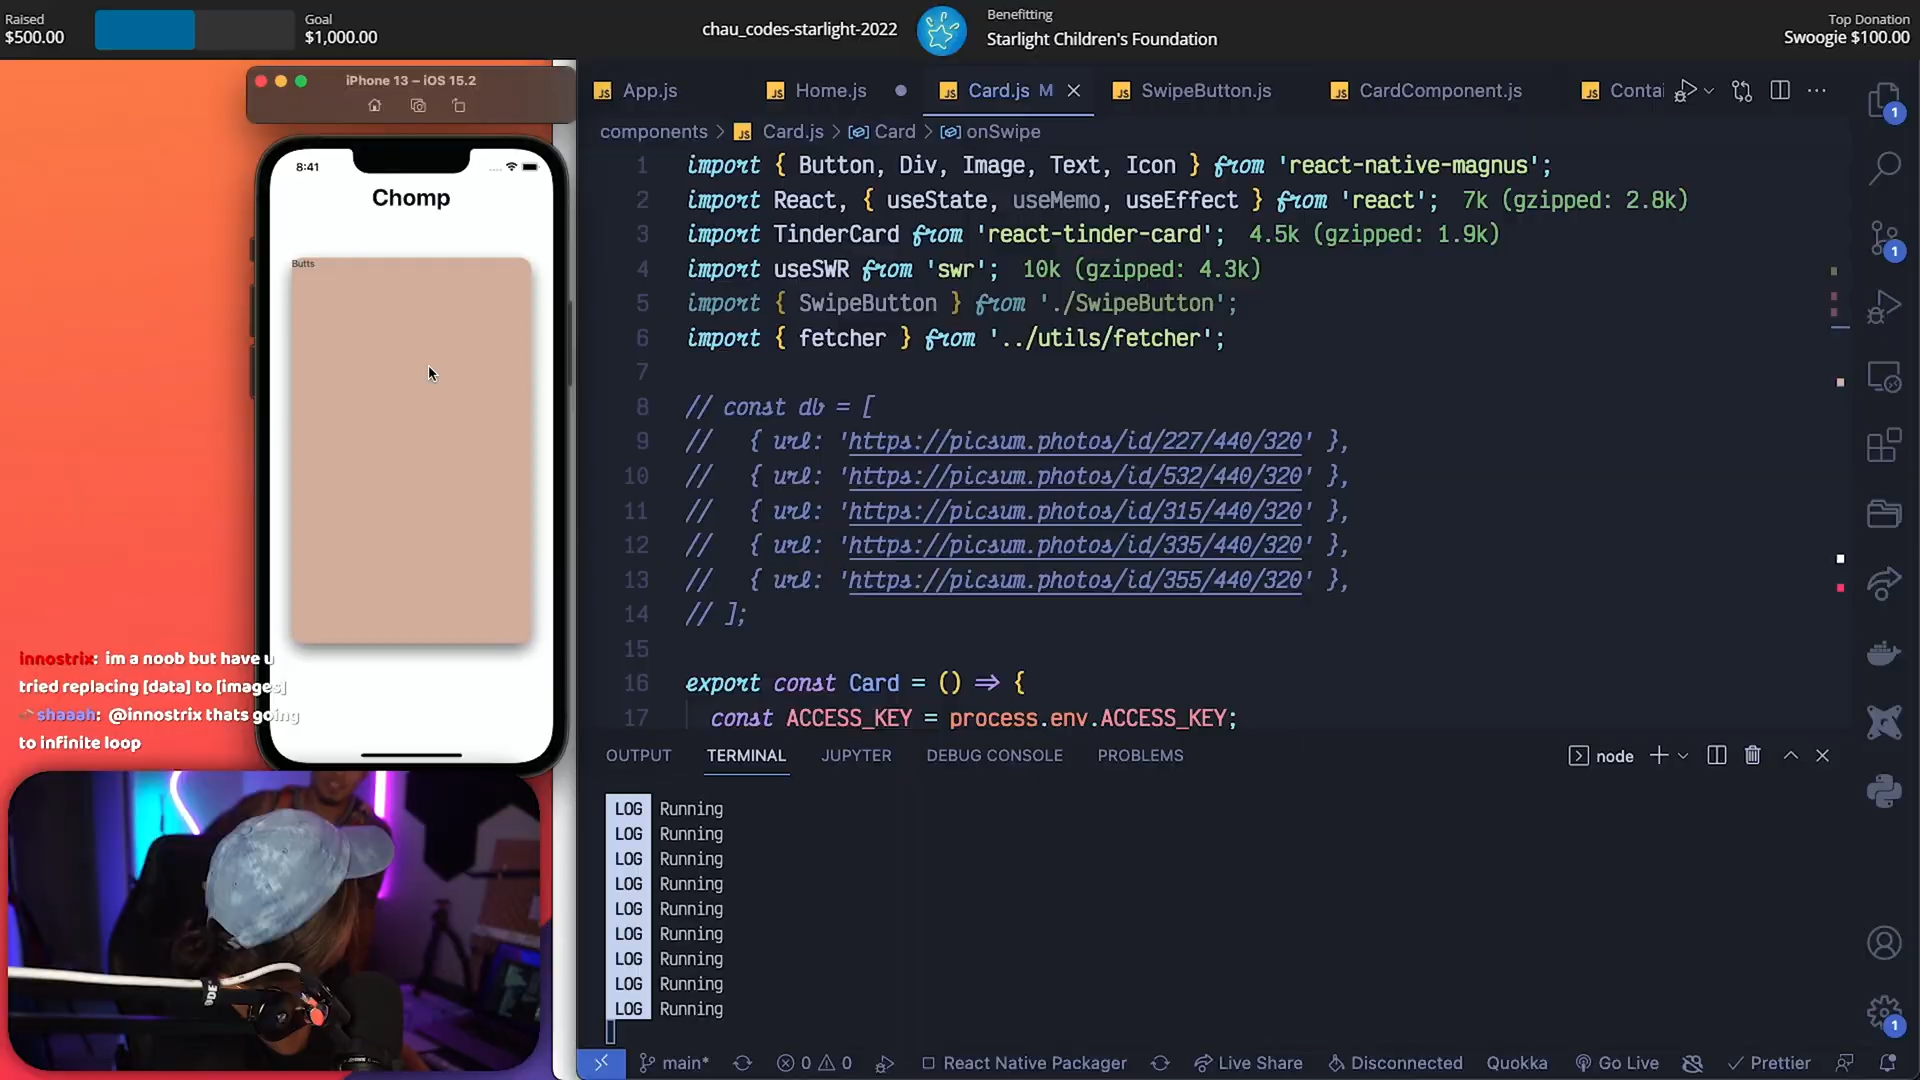 Raised
$500.00
Goal
$1,000.00
chau_codes-starlight-2022
Benefitting
Starlight Children's Foundation
Top Donation
Swoogie $100.00
iPhone 13 – iOS 15.2
8:41
Chomp
Butts
innostrix: im a noob but have u
tried replacing [data] to [images]
shaaah: @innostrix thats going
to infinite loop
App.js
Home.js
Card.js M
SwipeButton.js
CardComponent.js
Contai
components > Card.js > Card > onSwipe
1 import { Button, Div, Image, Text, Icon } from 'react-native-magnus';
2 import React, { useState, useMemo, useEffect } from 'react'; 7k (gzipped: 2.8k)
3 import TinderCard from 'react-tinder-card'; 4.5k (gzipped: 1.9k)
4 import useSWR from 'swr'; 10k (gzipped: 4.3k)
5 import { SwipeButton } from './SwipeButton';
6 import { fetcher } from '../utils/fetcher';
7
8 // const db = [
9 //   { url: 'https://picsum.photos/id/227/440/320' },
10 //   { url: 'https://picsum.photos/id/532/440/320' },
11 //   { url: 'https://picsum.photos/id/315/440/320' },
12 //   { url: 'https://picsum.photos/id/335/440/320' },
13 //   { url: 'https://picsum.photos/id/355/440/320' },
14 // ];
15
16 export const Card = () => {
17 const ACCESS_KEY = process.env.ACCESS_KEY;
OUTPUT TERMINAL JUPYTER DEBUG CONSOLE PROBLEMS
node
LOG Running
LOG Running
LOG Running
LOG Running
LOG Running
LOG Running
LOG Running
LOG Running
LOG Running
main* 0 0 React Native Packager Live Share Disconnected Quokka Go Live Prettier
1
1
1